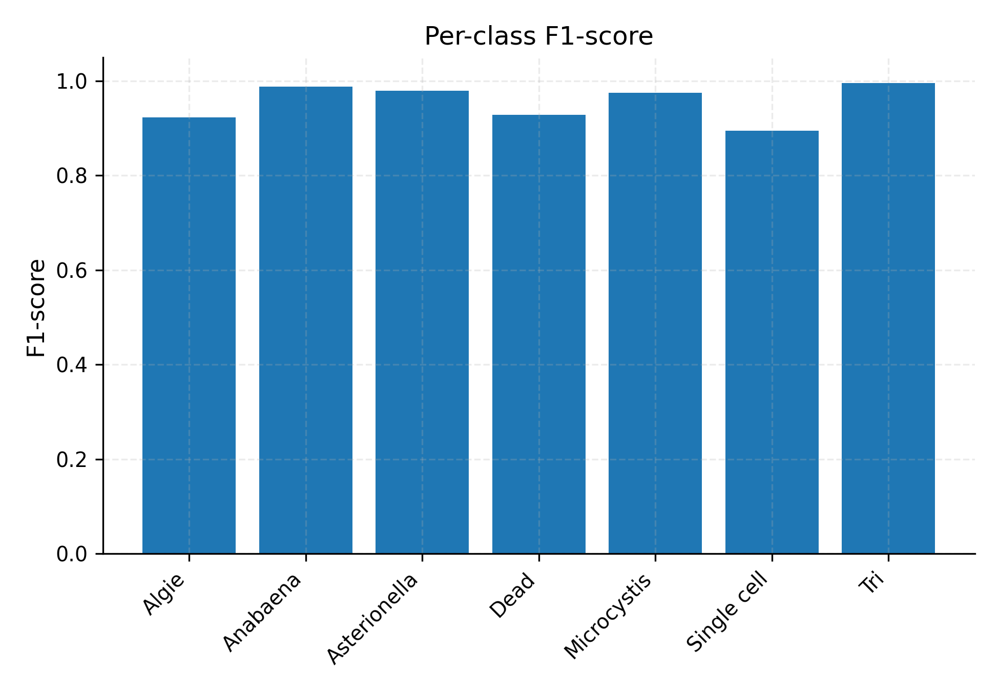 Per-class F1-score
F1-score
1.0
0.8
0.6
0.4
0.2
0.0
Algie
Anabaena
Asterionella
Dead
Microcystis
Single cell
Tri